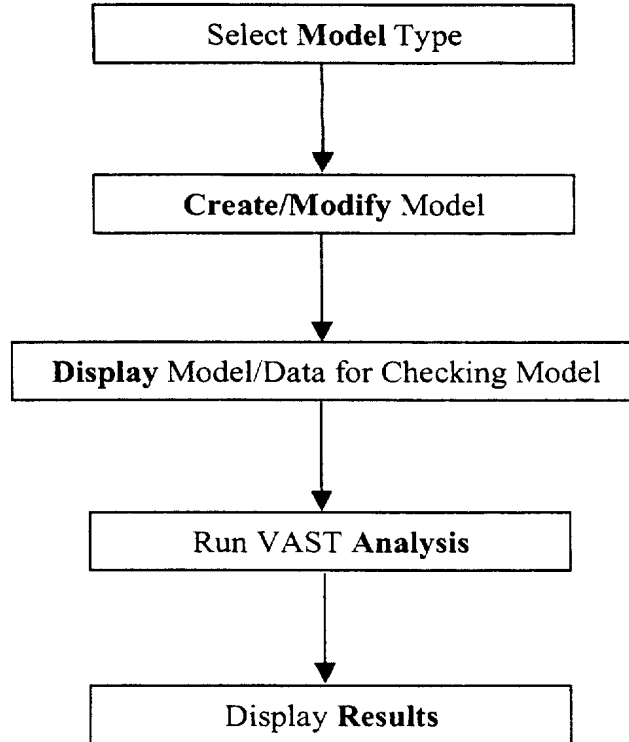 Select Model Type
Create/Modify Model
Display Model/Data for Checking Model
Run VAST Analysis
Display Results